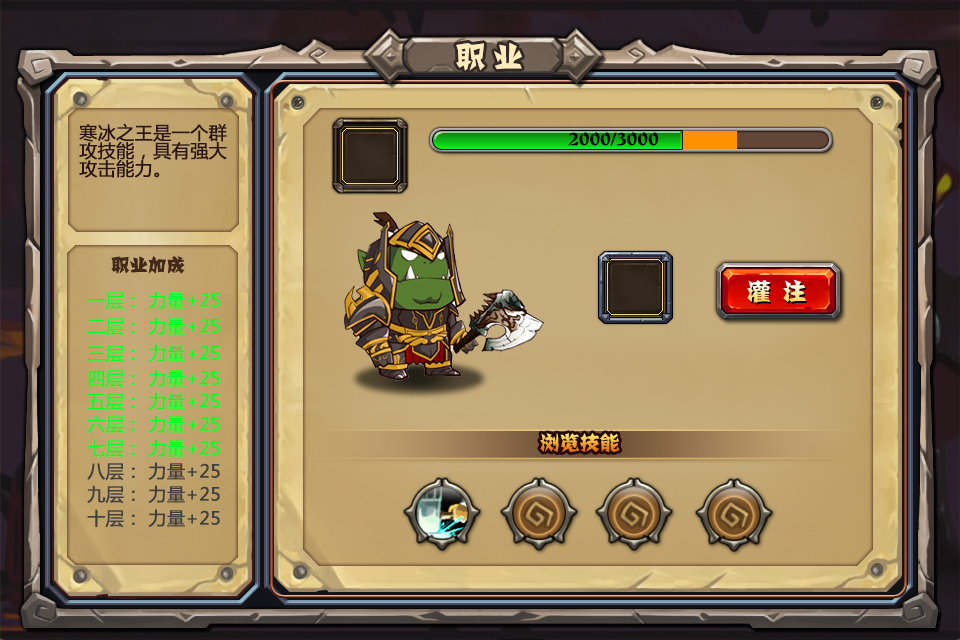 职业
寒冰之王是一个群
攻技能，具有强大
攻击能力。
2000/3000
职业加成
一层：力量+25
二层：力量+25
三层：力量+25
四层：力量+25
五层：力量+25
六层：力量+25
七层：力量+25
八层：力量+25
九层：力量+25
十层：力量+25
灌注
浏览技能